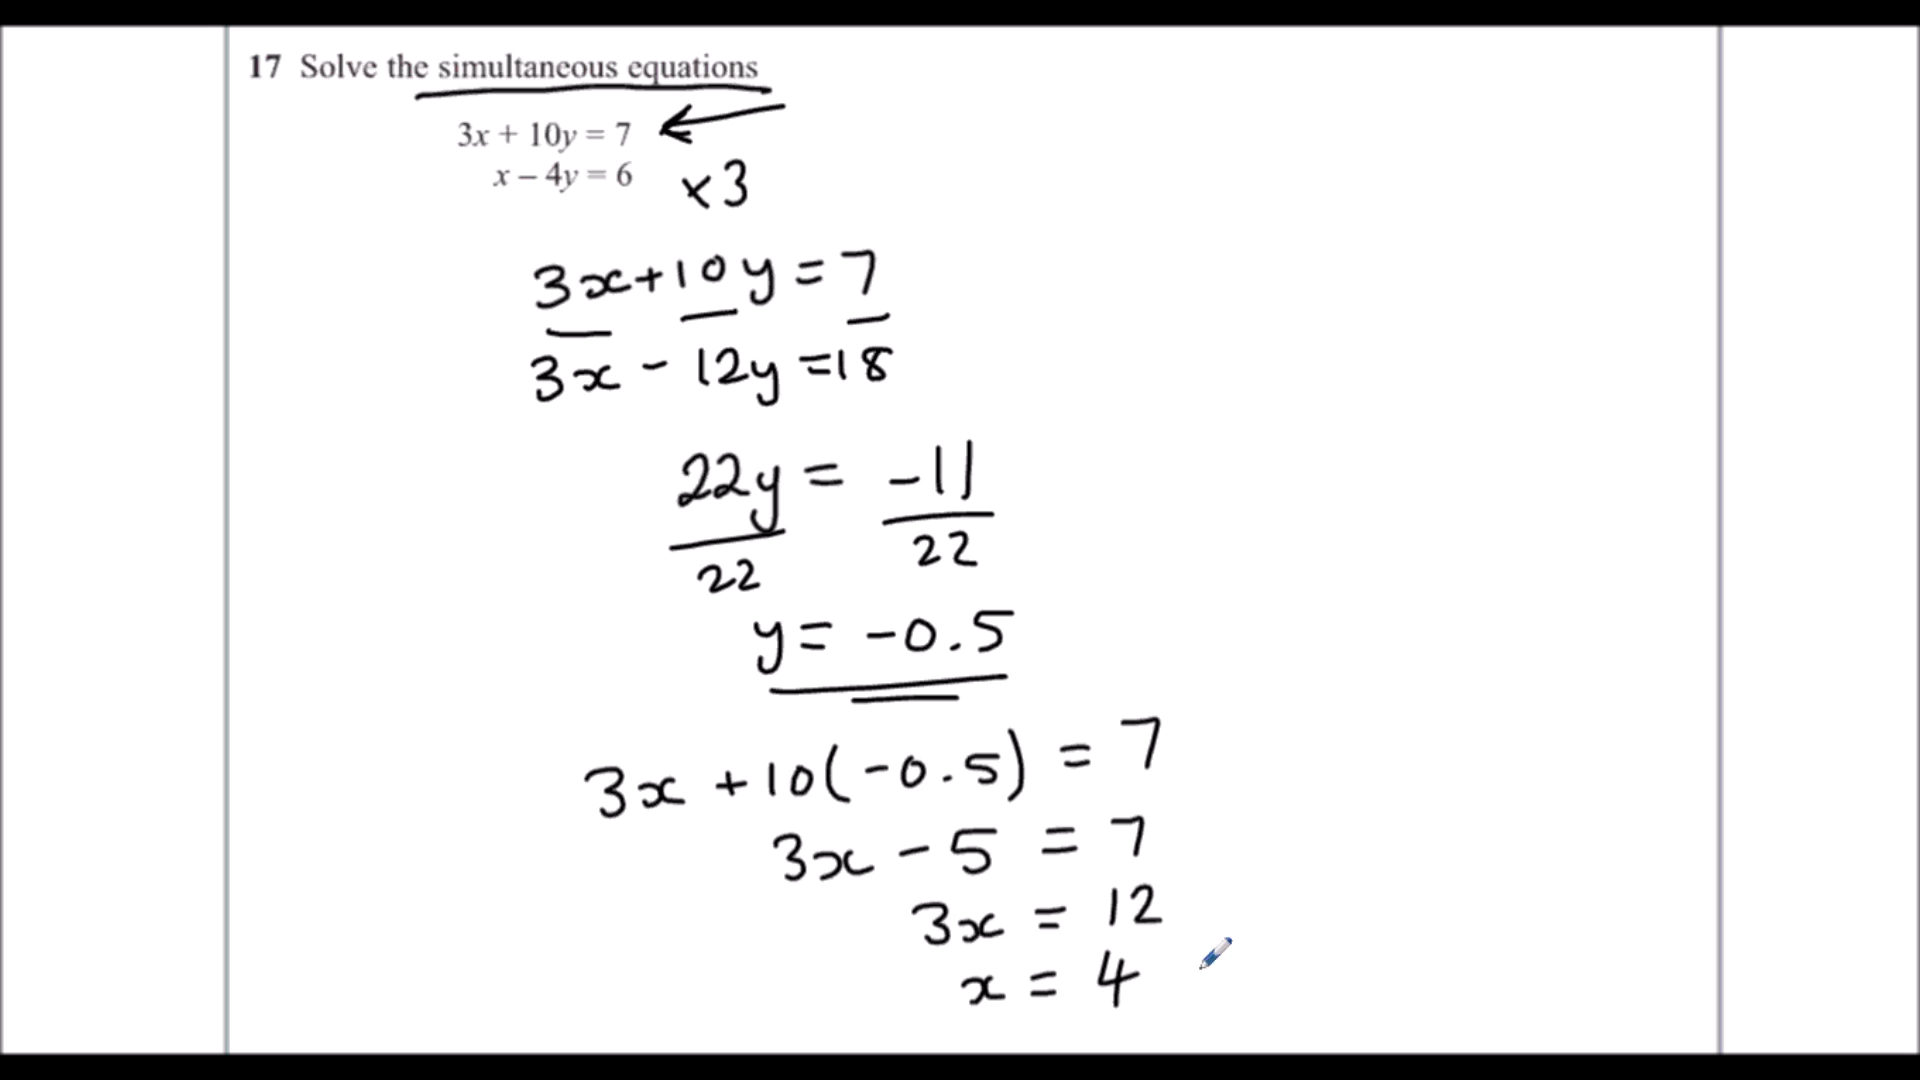 17 Solve the simultaneous equations
3x + 10y = 7
x – 4y = 6 ×3
3x+10y=7
3x - 12y=18
22y = -11
22 22
y= -0.5
3x +10(-0.5) = 7
3x - 5 = 7
3x = 12
x = 4